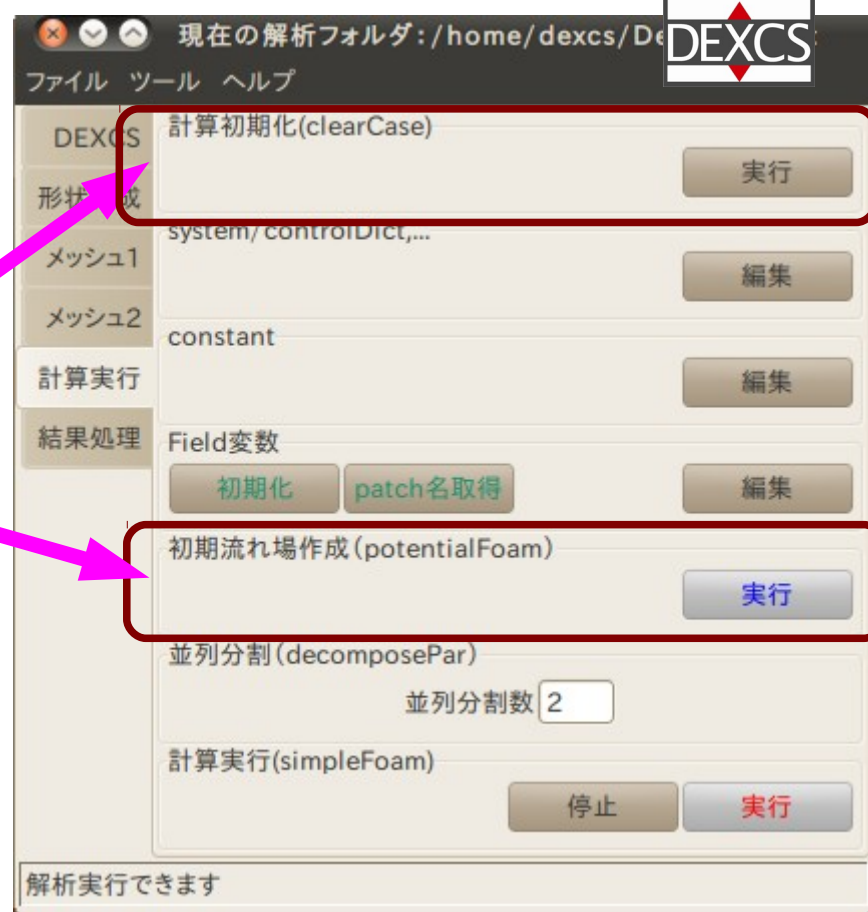 現在の解析フォルダ:/home/dexcs/De
DEXCS
ファイル ツール ヘルプ
DEXCS
形状 成
メッシュ1
メッシュ2
計算実行
結果処理
計算初期化(clearCase)
実行
system/controlDict,...
編集
constant
編集
Field変数
初期化 patch名取得 編集
初期流れ場作成(potentialFoam)
実行
並列分割(decomposePar)
並列分割数 2
計算実行(simpleFoam)
停止 実行
解析実行できます